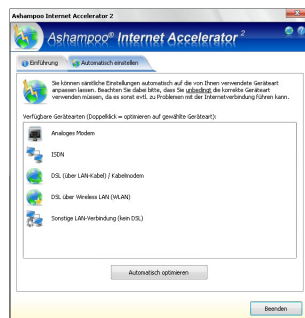 Ashampoo Internet Accelerator 2
Ashampoo® Internet Accelerator 2
Einführung
Automatisch einstellen
Sie können sämtliche Einstellungen automatisch auf die von Ihnen verwendete Geräteart
anpassen lassen. Beachten Sie dabei bitte, dass Sie unbedingt die korrekte Geräteart
verwenden müssen, da es sonst evtl. zu Problemen mit der Internetverbindung führen kann.
Verfügbare Gerätearten (Doppelklick = optimieren auf gewählte Geräteart):
Analoges Modem
ISDN
DSL (über LAN-Kabel) / Kabelmodem
DSL über Wireless LAN (WLAN)
Sonstige LAN-Verbindung (kein DSL)
Automatisch optimieren
Beenden